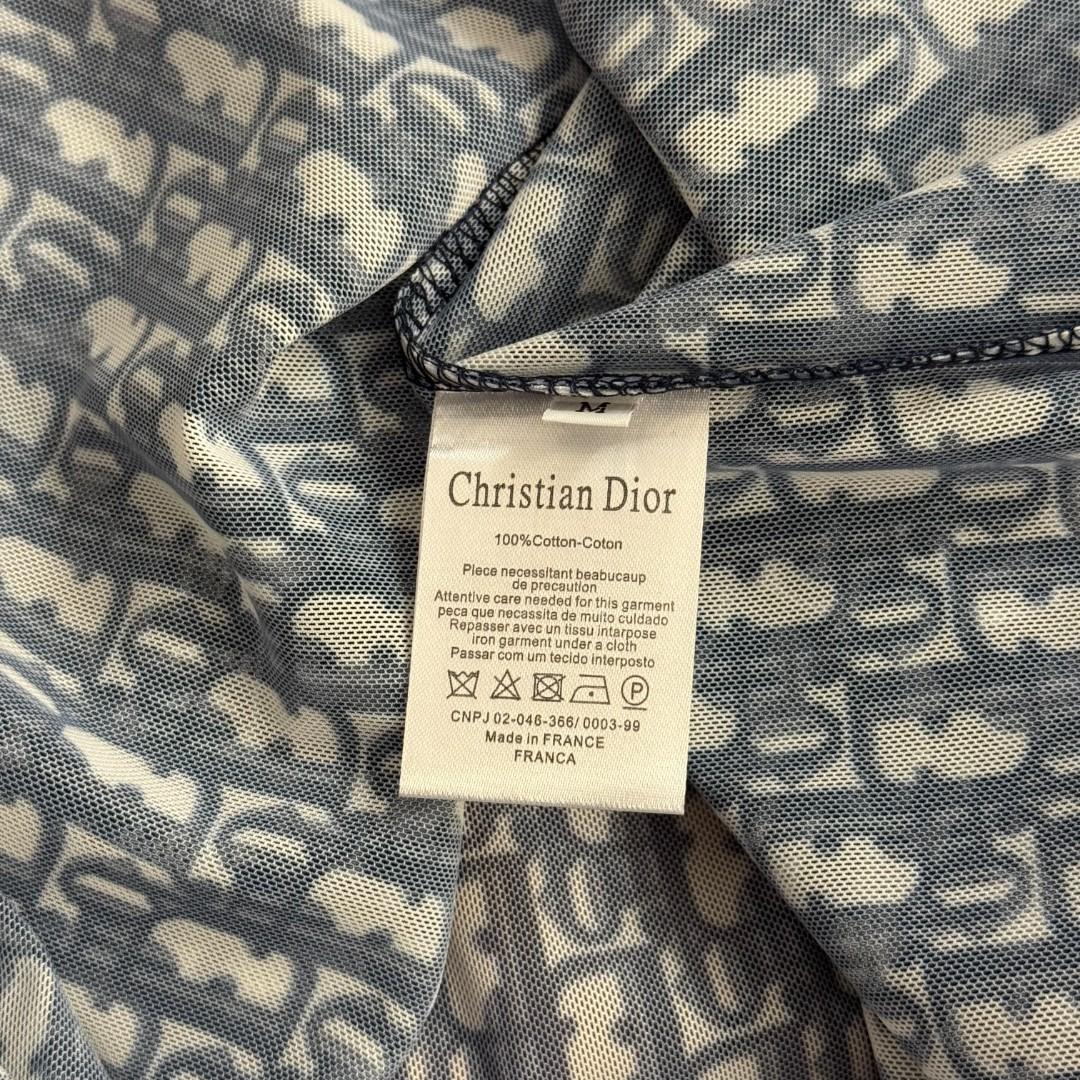 M
Christian Dior
100%Cotton-Coton
Piece necessitant beabucaup
de precaution
Attentive care needed for this garment
peca que necassita de muito culdado
Repasser avec un tissu intarpose
iron garment under a cloth
Passar com um tecido interposto
P
CNPJ 02-046-366/ 0003-99
Made in FRANCE
FRANCA